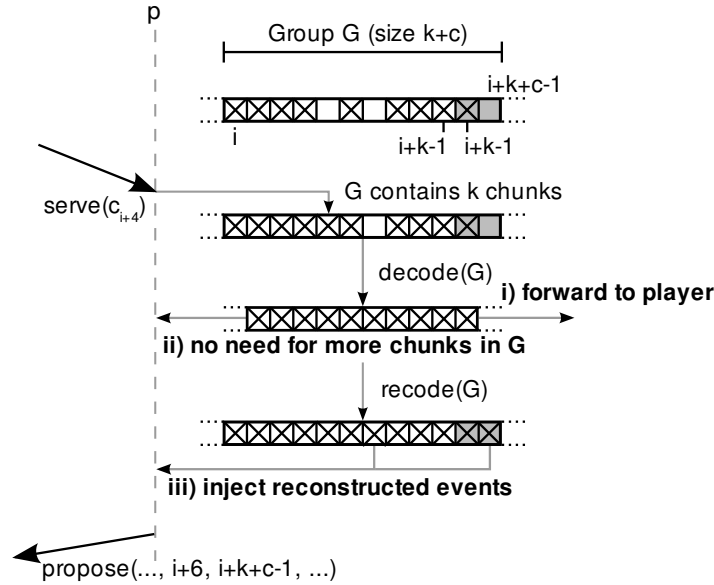 p
Group G (size k+c)
i+k+c-1
i
i+k-1
i+k-1
G contains k chunks
serve(c_{i+4})
decode(G)
i) forward to player
ii) no need for more chunks in G
recode(G)
iii) inject reconstructed events
propose(..., i+6, i+k+c-1, ...)